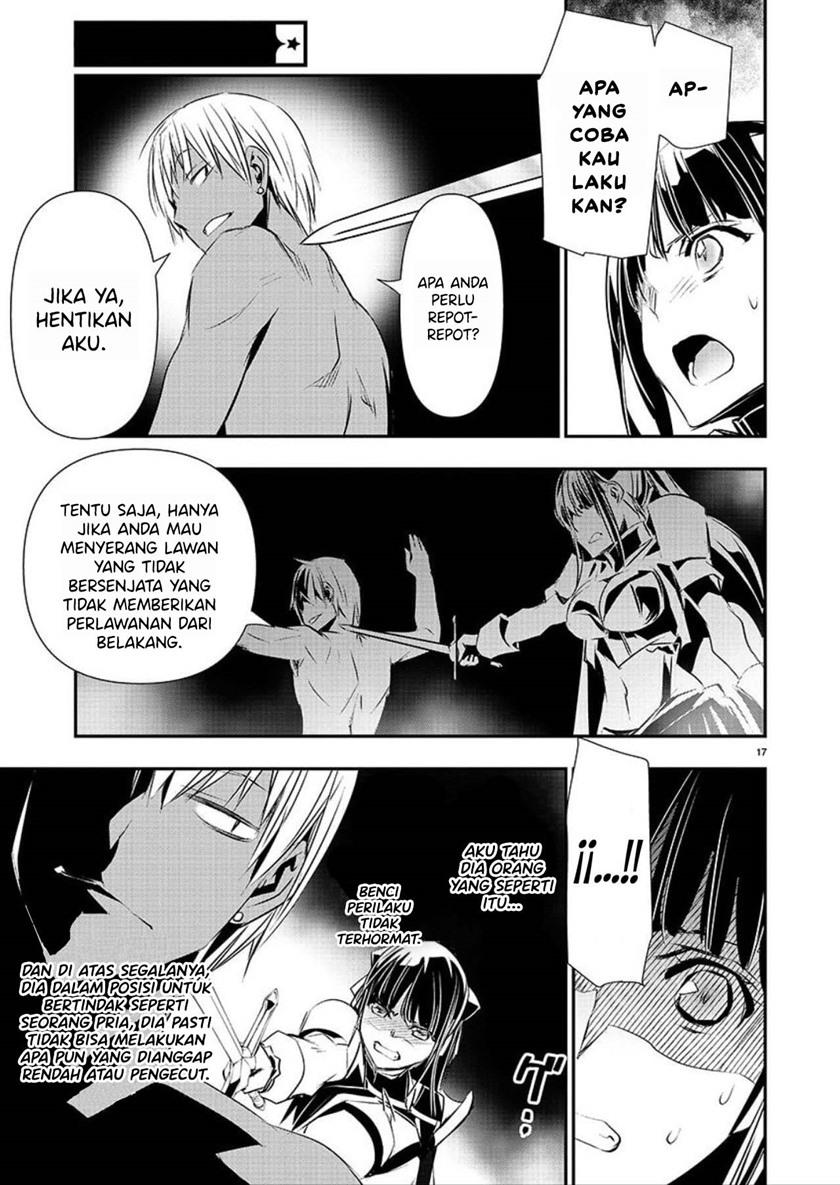 AP-
APA
YANG
COBA
KAU
LAKU
KAN?
APA ANDA
PERLU
REPOT-
REPOT?
JIKA YA,
HENTIKAN
AKU.
TENTU SAJA, HANYA
JIKA ANDA MAU
MENYERANG LAWAN
YANG TIDAK
BERSENJATA YANG
TIDAK MEMBERIKAN
PERLAWANAN DARI
BELAKANG.
17
¡¡...!!
AKU TAHU
DIA ORANG
YANG SEPERTI
ITU...
BENCI
PERILAKU
TIDAK
TERHORMAT.
DAN DI ATAS SEGALANYA,
DIA DALAM POSISI UNTUK
BERTINDAK SEPERTI
SEORANG PRIA, DIA PASTI
TIDAK BISA MELAKUKAN
APA PUN YANG DIANGGAP
RENDAH ATAU PENGECUT.
グ…